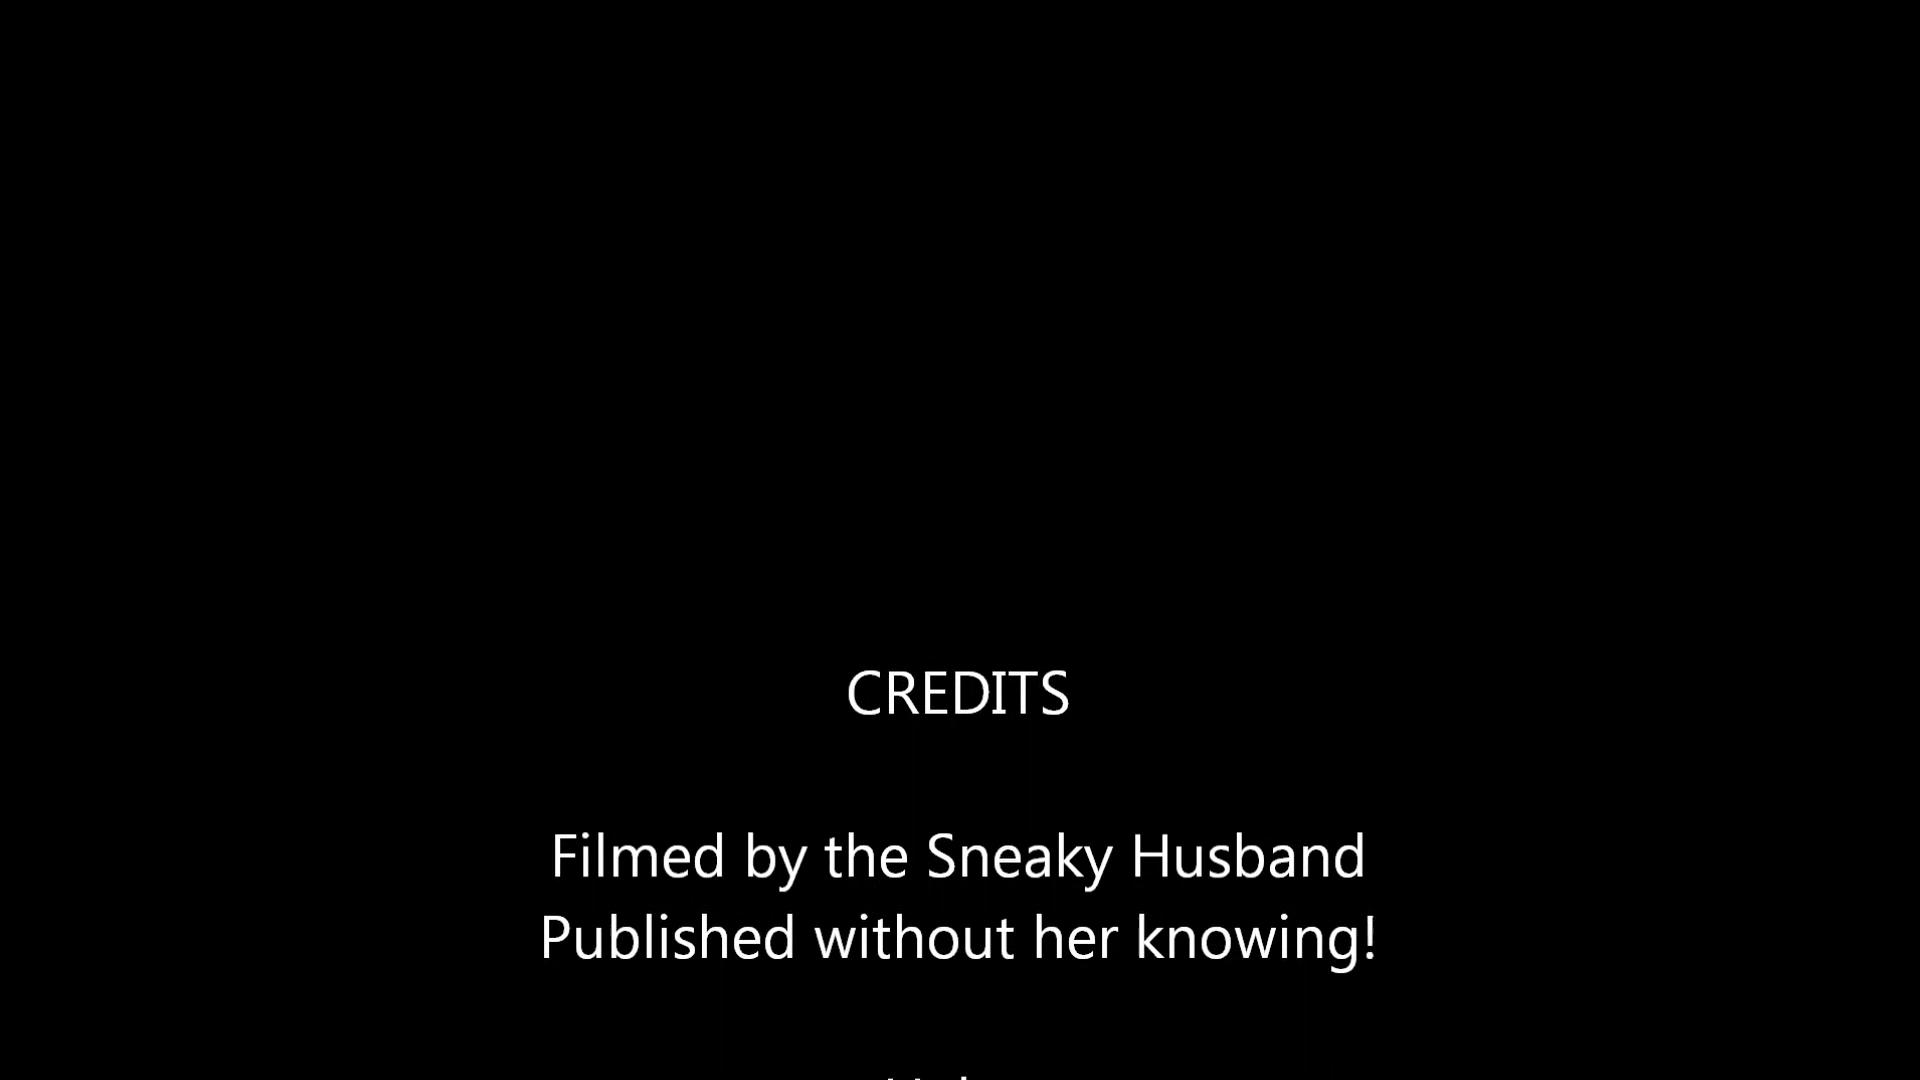 CREDITS
Filmed by the Sneaky Husband
Published without her knowing!